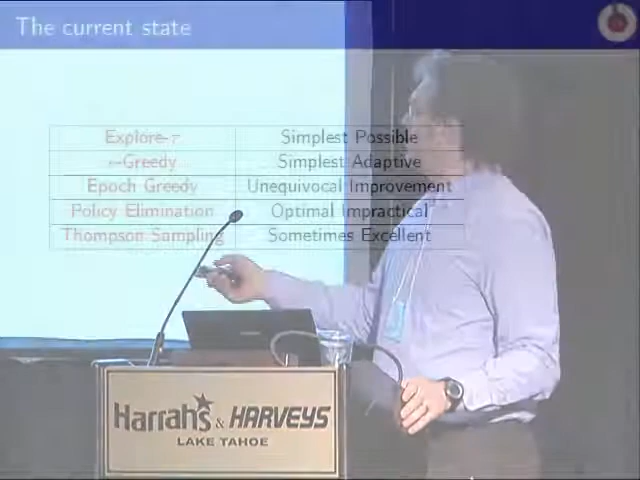 The current state
Explore-τ Simplest Possible
ϵ-Greedy Simplest Adaptive
Epoch Greedy Unequivocal Improvement
Policy Elimination Optimal Impractical
Thompson Sampling Sometimes Excellent
Harrah's & HARVEYS
LAKE TAHOE